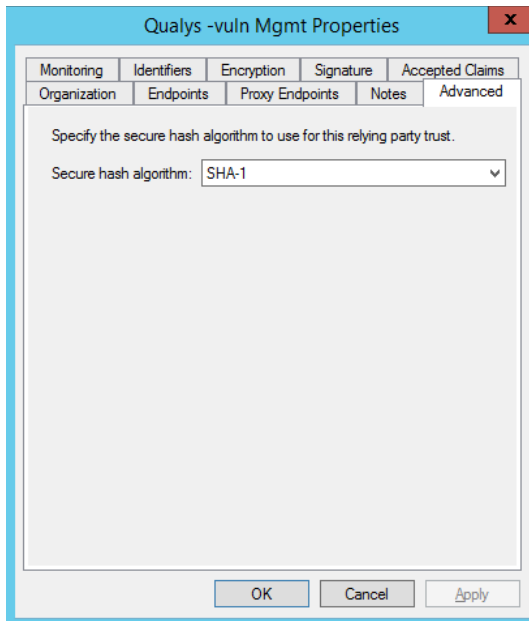 Qualys -vuln Mgmt Properties
x
Monitoring Identifiers Encryption Signature Accepted Claims
Organization Endpoints Proxy Endpoints Notes Advanced
Specify the secure hash algorithm to use for this relying party trust.
Secure hash algorithm: SHA-1
OK Cancel Apply